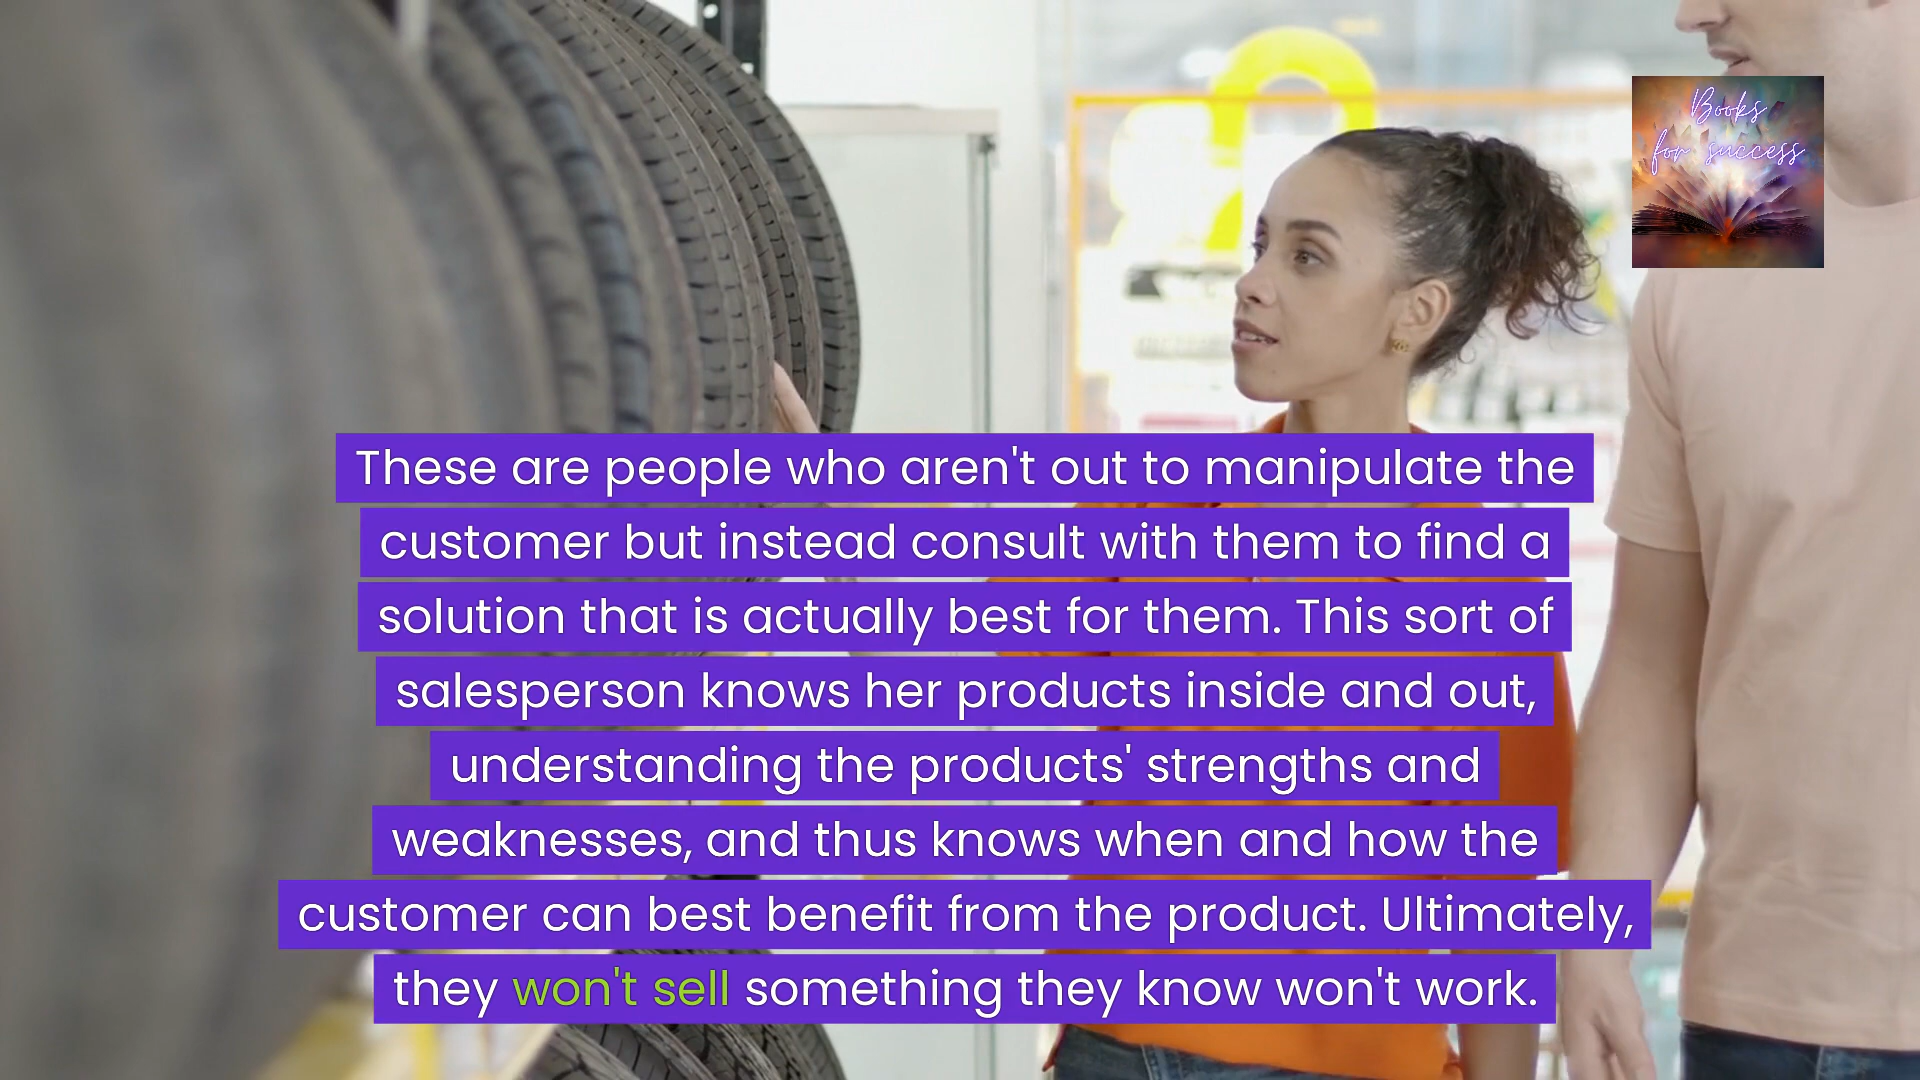 Books
for success
These are people who aren't out to manipulate the
customer but instead consult with them to find a
solution that is actually best for them. This sort of
salesperson knows her products inside and out,
understanding the products' strengths and
weaknesses, and thus knows when and how the
customer can best benefit from the product. Ultimately,
they won't sell something they know won't work.